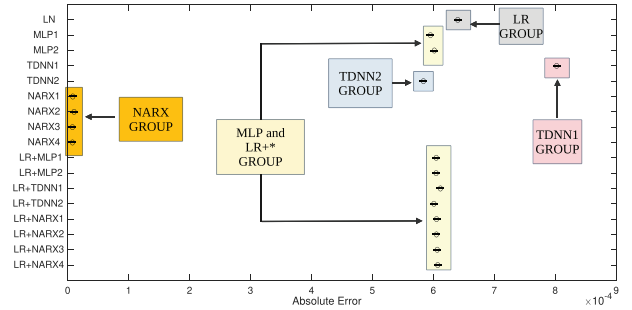 LN
MLP1
MLP2
TDNN1
TDNN2
NARX1
NARX2
NARX3
NARX4
LR+MLP1
LR+MLP2
LR+TDNN1
LR+TDNN2
LR+NARX1
LR+NARX2
LR+NARX3
LR+NARX4
LR
GROUP
TDNN2
GROUP
NARX
GROUP
MLP and
LR+*
GROUP
TDNN1
GROUP
0 1 2 3 4 5 6 7 8 9
Absolute Error
×10^-4